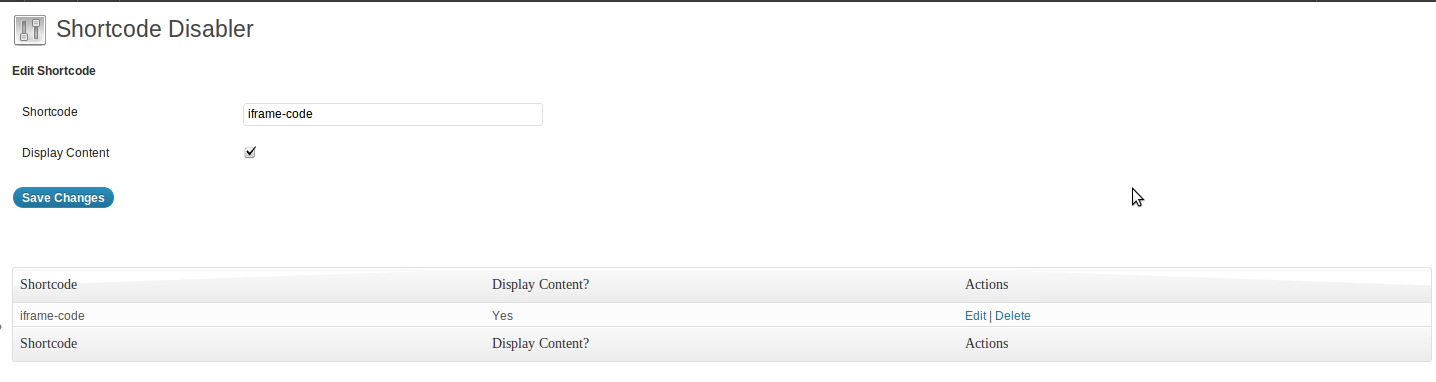 Shortcode Disabler
Edit Shortcode
Shortcode iframe-code
Display Content
Save Changes
Shortcode Display Content? Actions
iframe-code Yes Edit | Delete
Shortcode Display Content? Actions